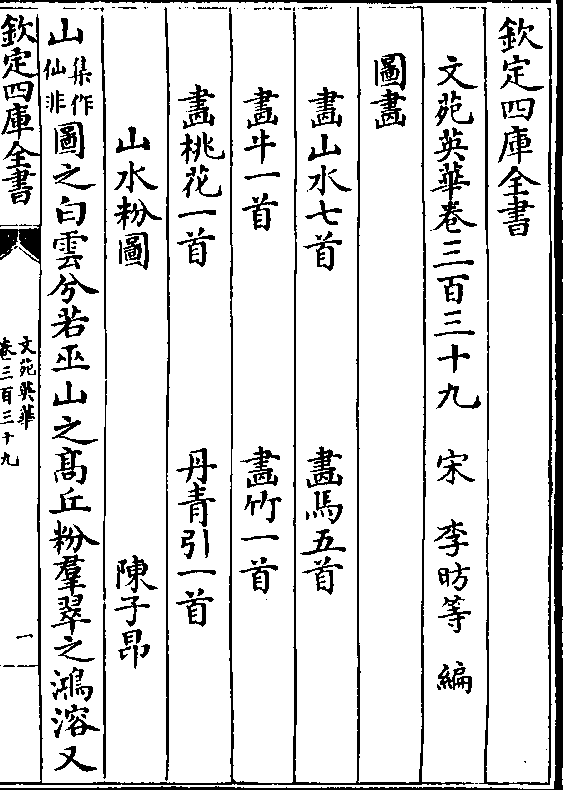 欽定四庫全書
文苑英華卷三百三十九 宋 李昉等 編
圖畫
畫山水七首 畫馬五首
畫牛一首 畫竹一首
畫桃花一首 丹青引一首
山水粉圖 陳子昂
山集作仙非圖之白雲兮若巫山之髙丘粉羣翠之鴻溶又
欽定四庫全書
文苑英華
卷三百三十九
一